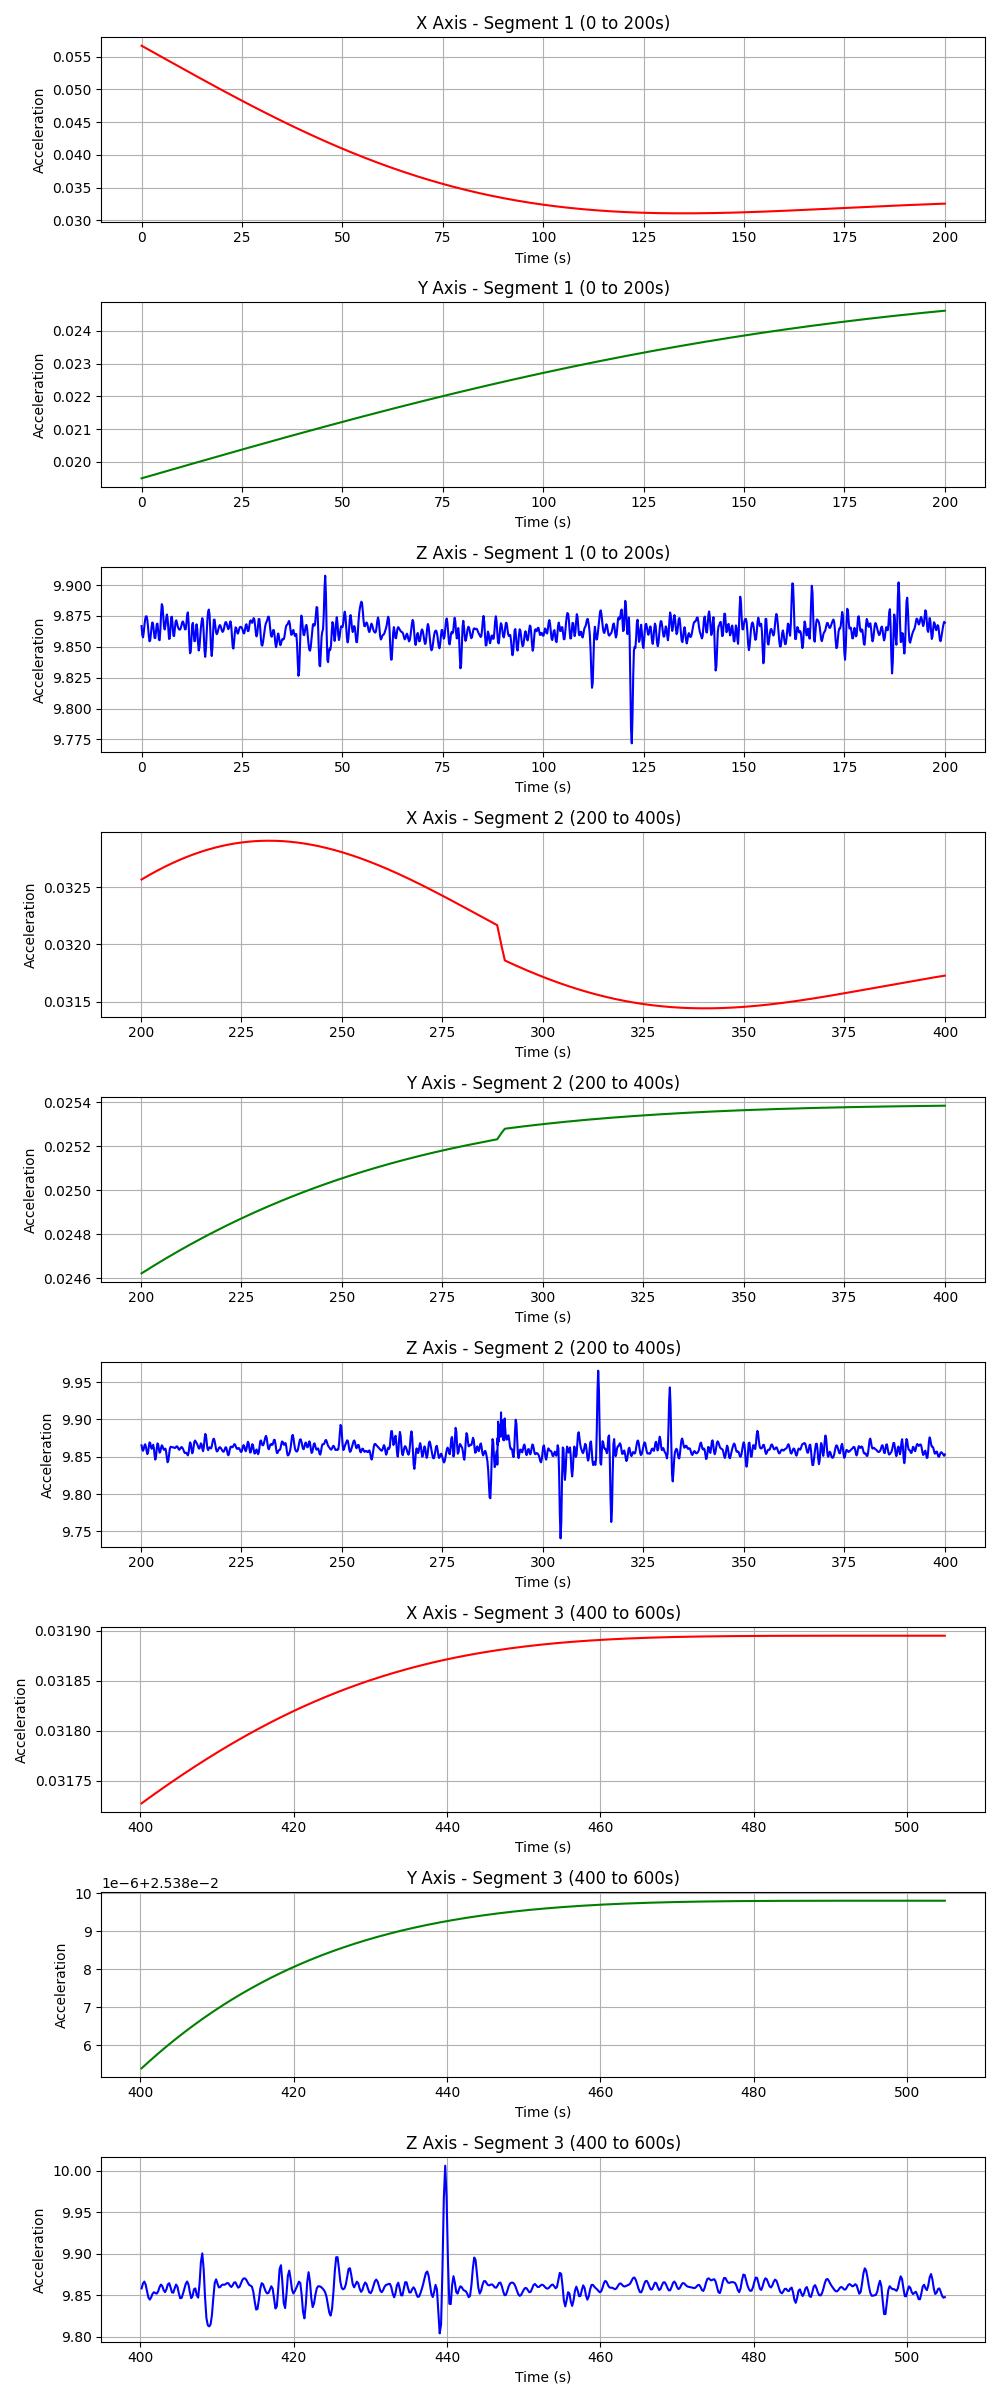 X Axis - Segment 1 (0 to 200s)
Acceleration
0.055
0.050
0.045
0.040
0.035
0.030
0 25 50 75 100 125 150 175 200
Time (s)
Y Axis - Segment 1 (0 to 200s)
Acceleration
0.024
0.023
0.022
0.021
0.020
0 25 50 75 100 125 150 175 200
Time (s)
Z Axis - Segment 1 (0 to 200s)
Acceleration
9.900
9.875
9.850
9.825
9.800
9.775
0 25 50 75 100 125 150 175 200
Time (s)
X Axis - Segment 2 (200 to 400s)
Acceleration
0.0325
0.0320
0.0315
200 225 250 275 300 325 350 375 400
Time (s)
Y Axis - Segment 2 (200 to 400s)
Acceleration
0.0254
0.0252
0.0250
0.0248
0.0246
200 225 250 275 300 325 350 375 400
Time (s)
Z Axis - Segment 2 (200 to 400s)
Acceleration
9.95
9.90
9.85
9.80
9.75
200 225 250 275 300 325 350 375 400
Time (s)
X Axis - Segment 3 (400 to 600s)
Acceleration
0.03190
0.03185
0.03180
0.03175
400 420 440 460 480 500
Time (s)
Y Axis - Segment 3 (400 to 600s)
1e−6+2.538e−2
Acceleration
10
9
8
7
6
400 420 440 460 480 500
Time (s)
Z Axis - Segment 3 (400 to 600s)
Acceleration
10.00
9.95
9.90
9.85
9.80
400 420 440 460 480 500
Time (s)